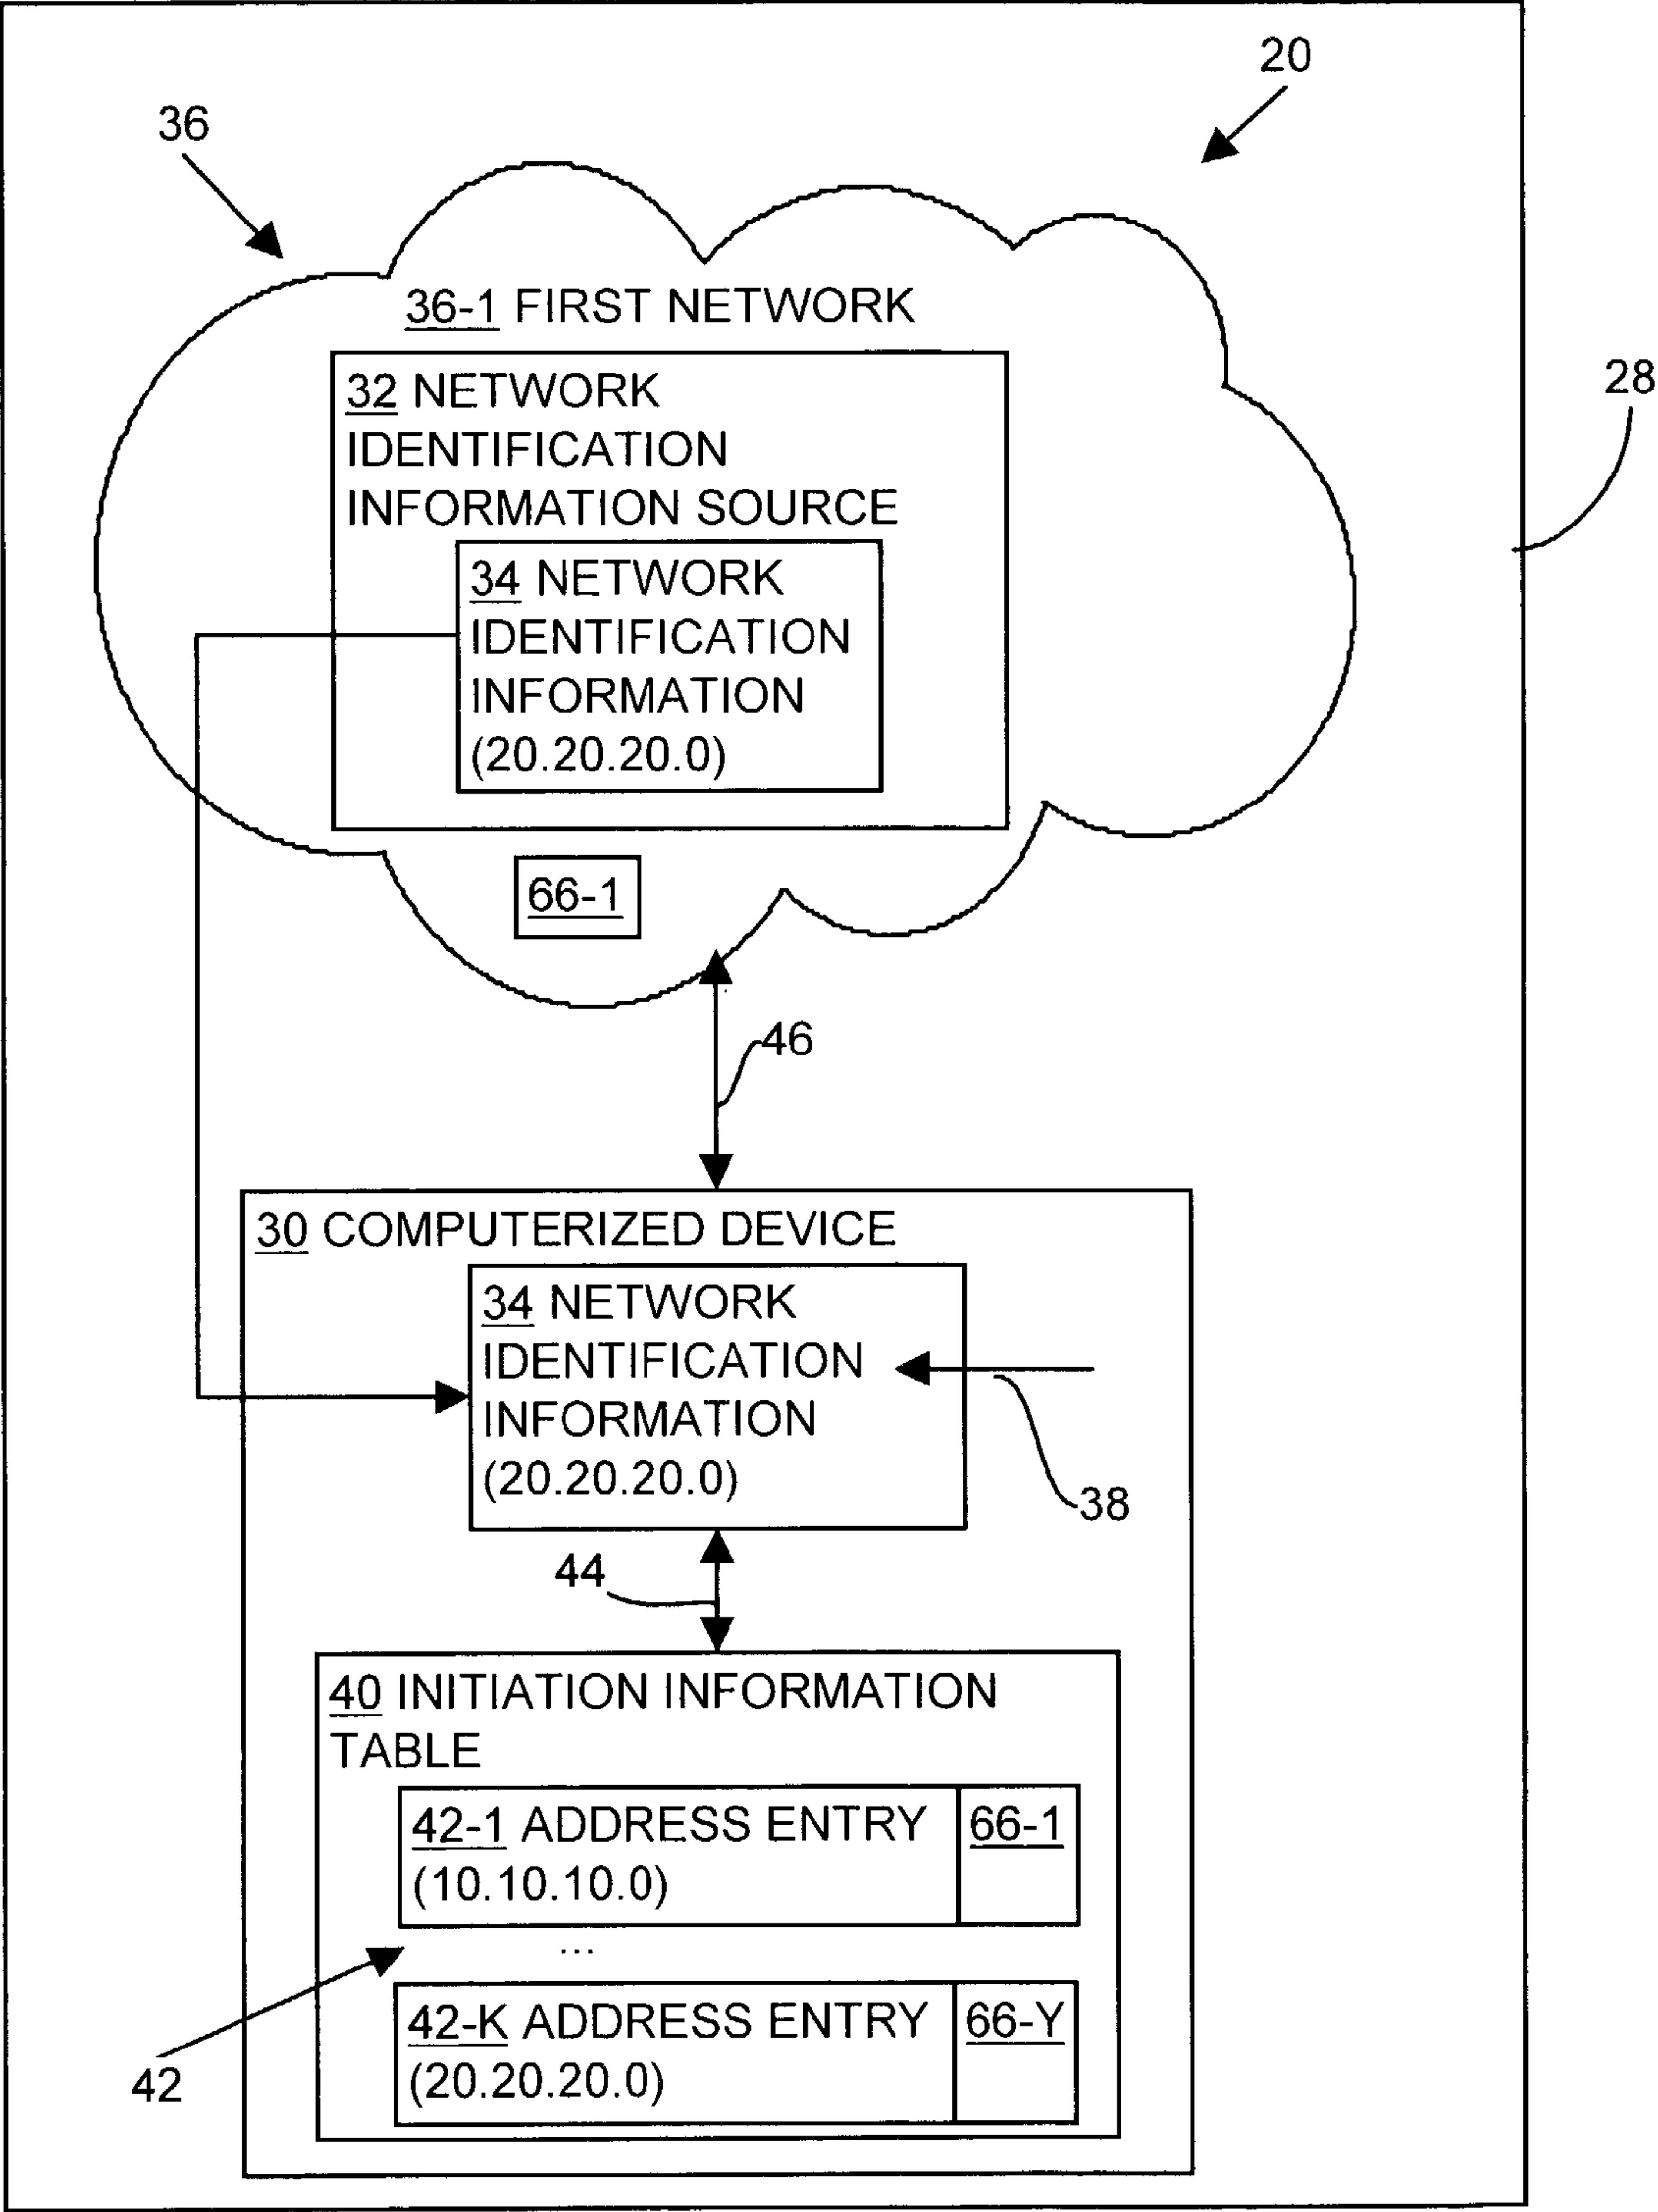 20
36
36-1 FIRST NETWORK
32 NETWORK
IDENTIFICATION
INFORMATION SOURCE
28
34 NETWORK
IDENTIFICATION
INFORMATION
(20.20.20.0)
66-1
46
30 COMPUTERIZED DEVICE
34 NETWORK
IDENTIFICATION
INFORMATION
(20.20.20.0)
38
44
40 INITIATION INFORMATION
TABLE
42-1 ADDRESS ENTRY
(10.10.10.0)
66-1
...
42-K ADDRESS ENTRY
(20.20.20.0)
66-Y
42